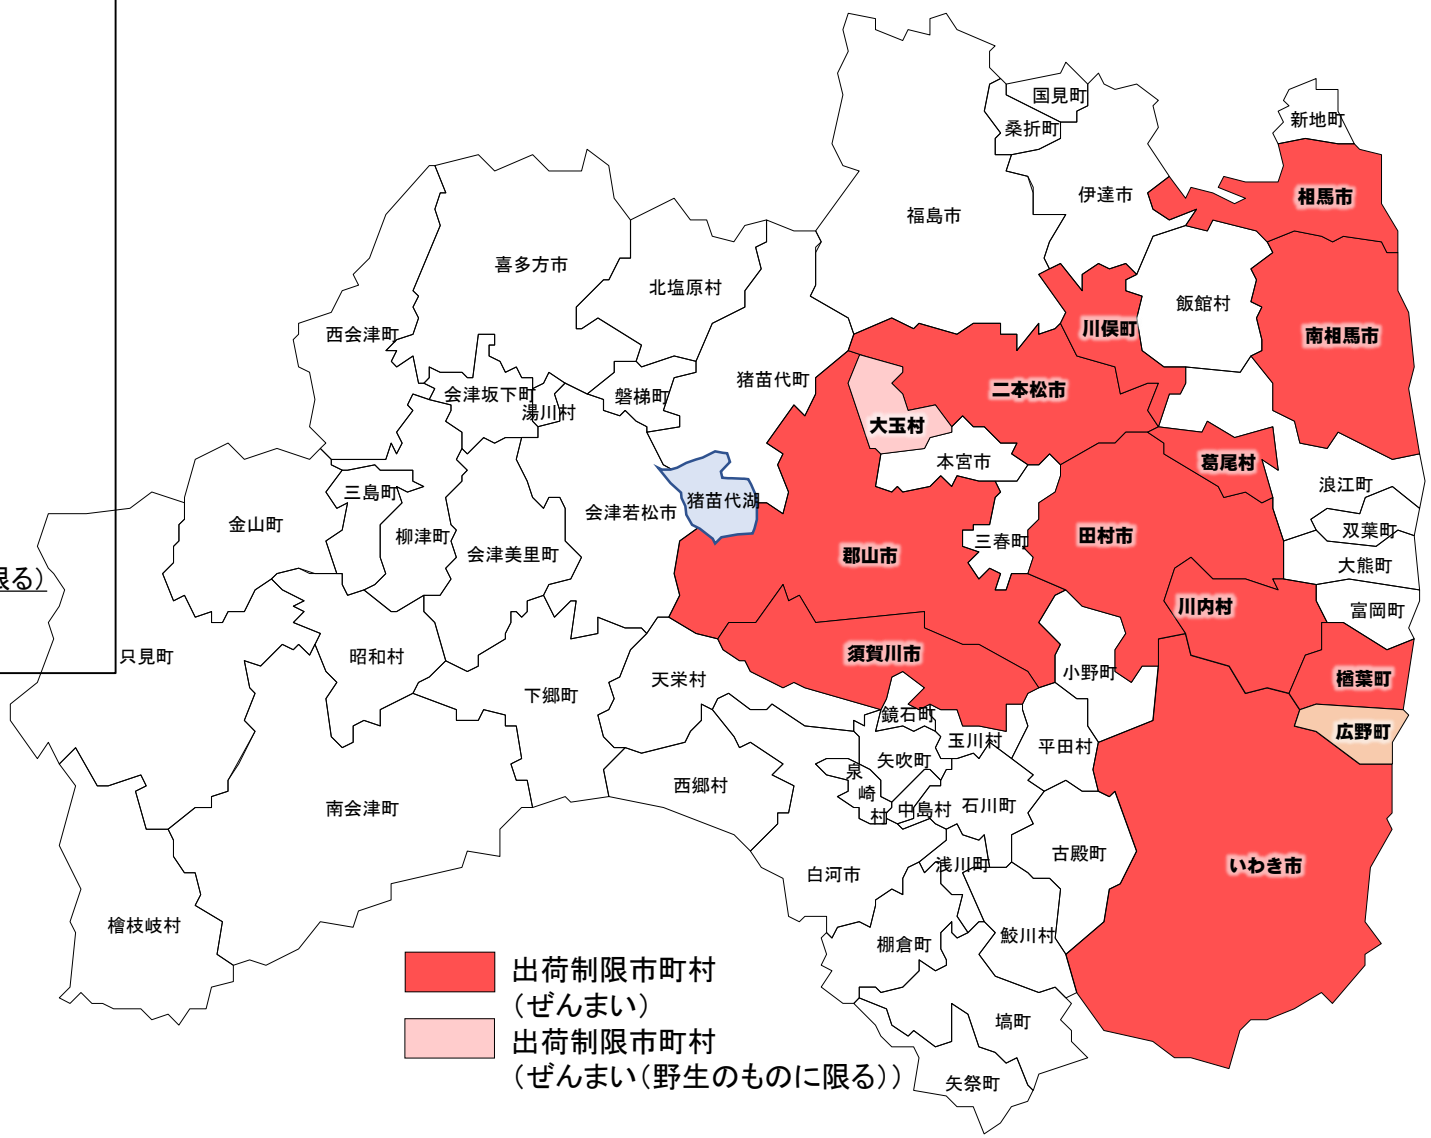 国見町
桑折町
新地町
伊達市
相馬市
福島市
喜多方市
北塩原村
飯館村
西会津町
川俣町
南相馬市
猪苗代町
二本松市
会津坂下町
湯川村
磐梯町
大玉村
本宮市
葛尾村
浪江町
三島町
猪苗代湖
会津若松市
金山町
柳津町
会津美里町
双葉町
田村市
三春町
郡山市
大熊町
限る）
川内村
富岡町
須賀川市
只見町
昭和村
小野町
楢葉町
天栄村
下郷町
鏡石町
広野町
玉川村
平田村
矢吹町
泉
崎
村
西郷村
南会津町
中島村
石川町
古殿町
浅川町
いわき市
白河市
檜枝岐村
鮫川村
棚倉町
出荷制限市町村
（ぜんまい）
塙町
出荷制限市町村
（ぜんまい（野生のものに限る））
矢祭町